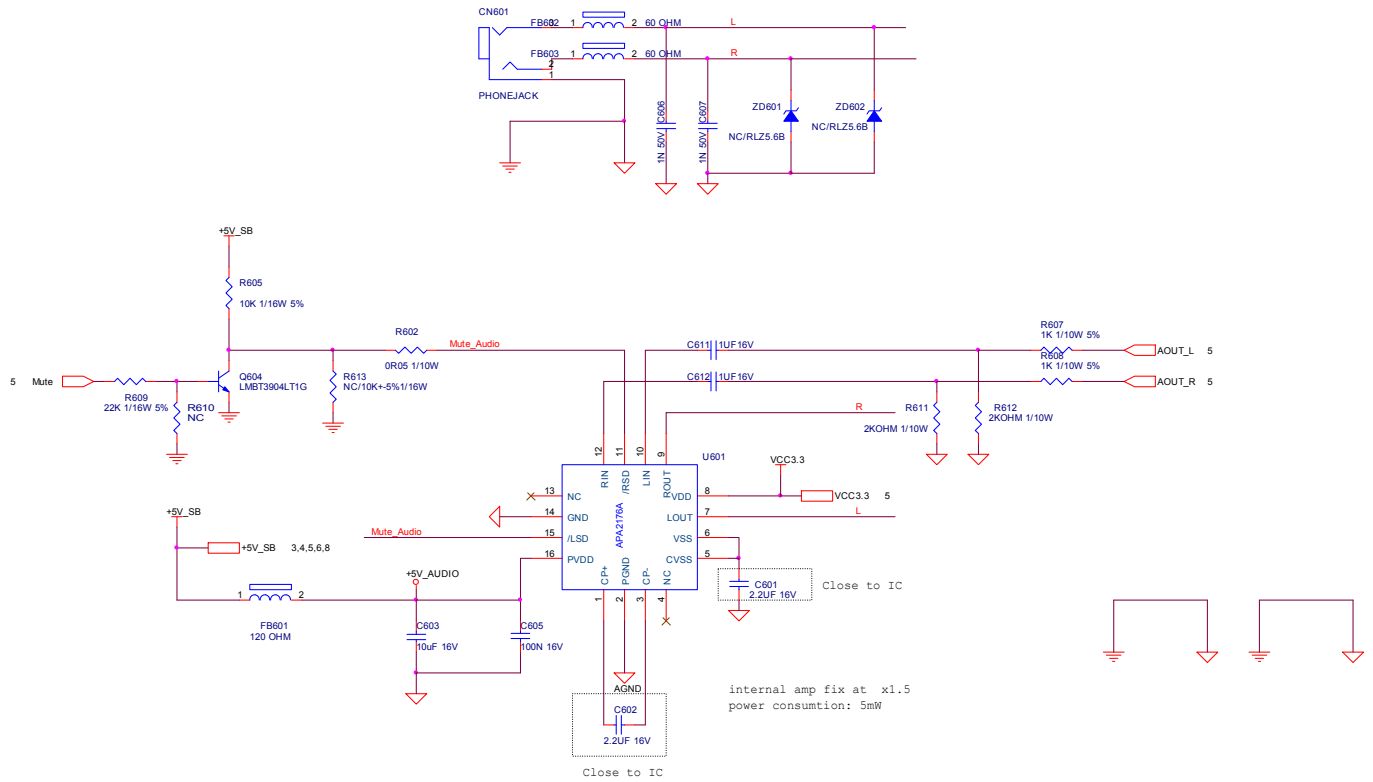 CN601
FB602 1 2 60 OHM L
3
FB603 1 2 60 OHM R
2
1
PHONEJACK
C606
1N 50V
C607
1N 50V
ZD601
NC/RLZ5.6B
ZD602
NC/RLZ5.6B
+5V_SB
R605
10K 1/16W 5%
R602
0R05 1/10W
Mute_Audio
5 Mute
R609
22K 1/16W 5%
R610
NC
Q604
LMBT3904LT1G
R613
NC/10K+-5%1/16W
C611 1UF16V
C612 1UF16V
R607
1K 1/10W 5%
R608
1K 1/10W 5%
AOUT_L 5
AOUT_R 5
R611
2KOHM 1/10W
R612
2KOHM 1/10W
R
U601
12 11 10 9
RIN /RSD LIN ROUT
APA2176A
13 NC
14 GND
15 /LSD
16 PVDD
VDD 8
LOUT 7
VSS 6
CVSS 5
CP+ PGND CP- NC
1 2 3 4
VCC3.3
VCC3.3 5
L
Mute_Audio
+5V_SB
+5V_SB 3,4,5,6,8
1 2
FB601
120 OHM
+5V_AUDIO
C603
10uF 16V
C605
100N 16V
C601
2.2UF 16V
Close to IC
AGND
C602
2.2UF 16V
Close to IC
internal amp fix at x1.5
power consumtion: 5mW